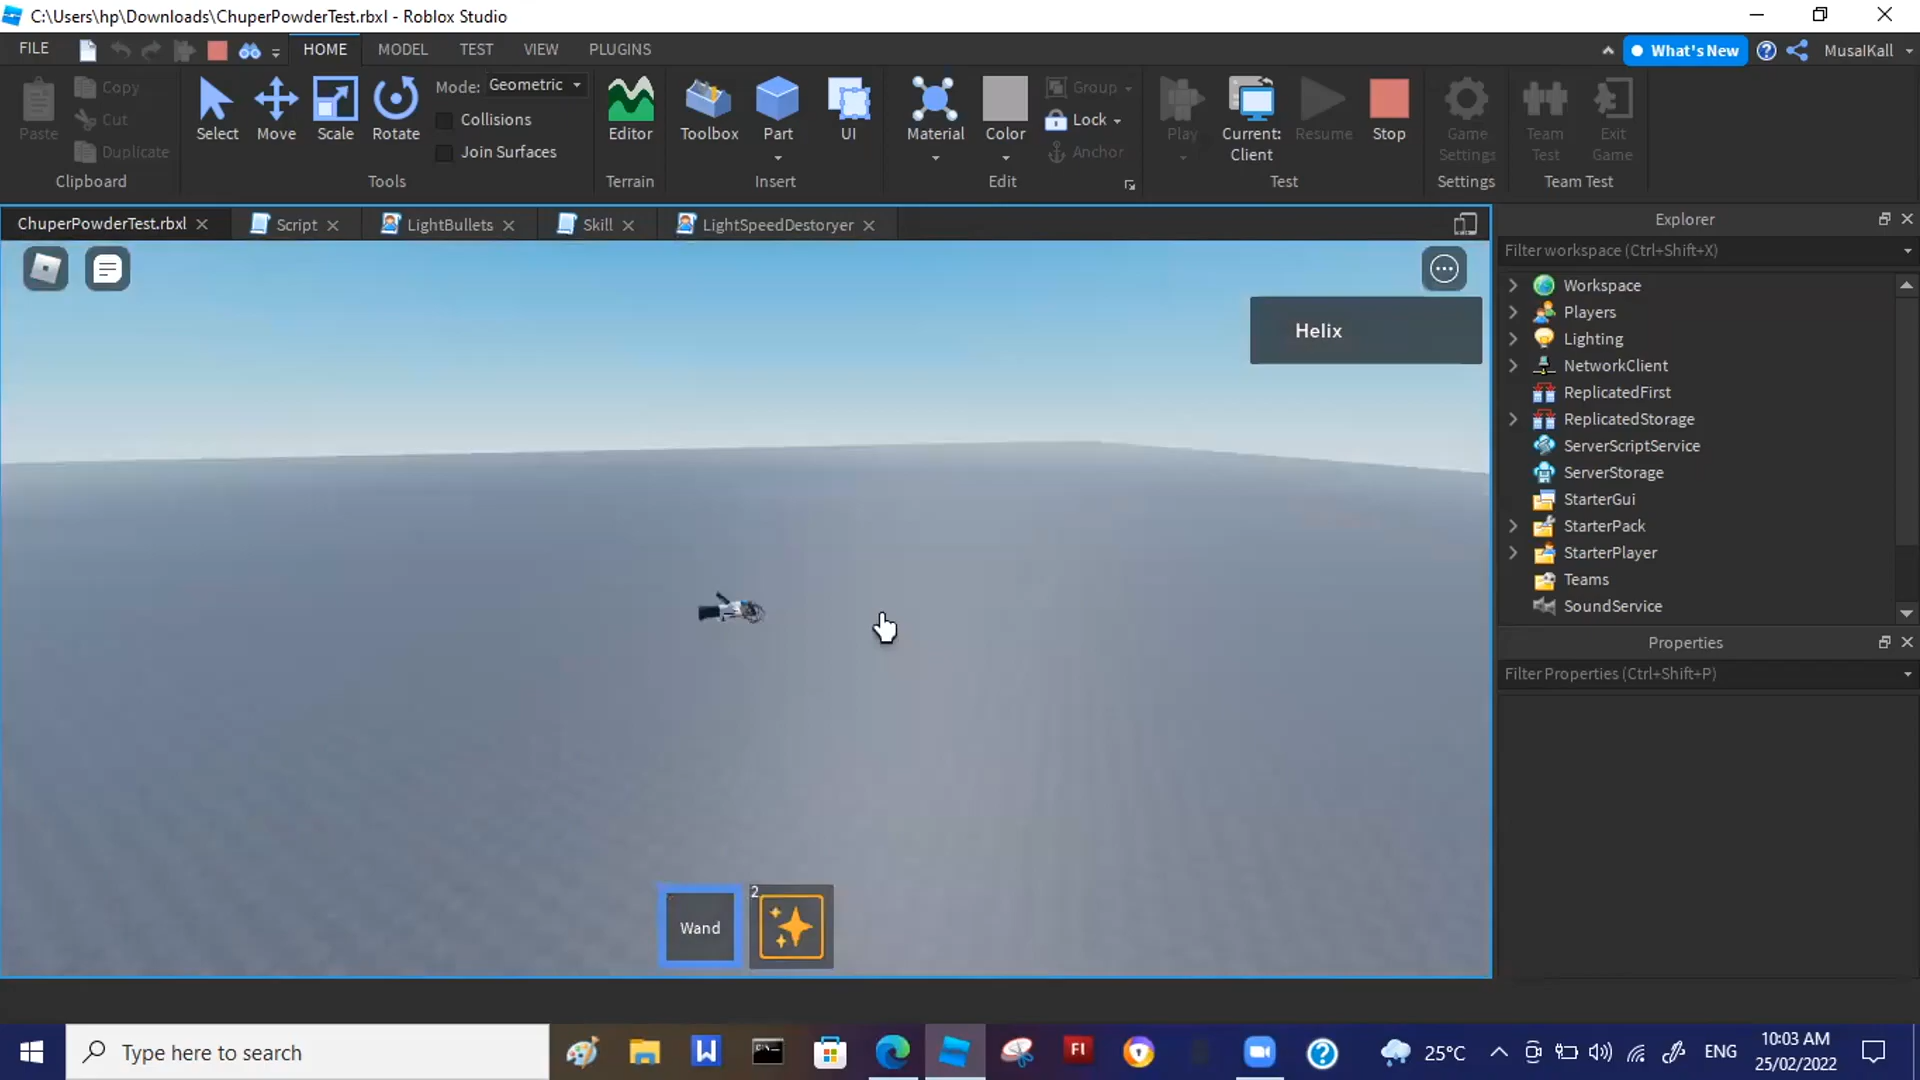 C:\Users\hp\Downloads\ChuperPowderTest.rbxl - Roblox Studio
FILE
HOME
MODEL
TEST
VIEW
PLUGINS
What's New
MusaIKall
Paste
Copy
Cut
Duplicate
Clipboard
Select
Move
Scale
Rotate
Mode:
Geometric
Collisions
Join Surfaces
Tools
Editor
Terrain
Toolbox
Part
UI
Insert
Material
Color
Group
Lock
Anchor
Edit
Play
Current:
Client
Resume
Stop
Test
Game
Settings
Settings
Team
Test
Exit
Game
Team Test
ChuperPowderTest.rbxl
Script
LightBullets
Skill
LightSpeedDestoryer
Helix
Wand
2
Explorer
Filter workspace (Ctrl+Shift+X)
Workspace
Players
Lighting
NetworkClient
ReplicatedFirst
ReplicatedStorage
ServerScriptService
ServerStorage
StarterGui
StarterPack
StarterPlayer
Teams
SoundService
Properties
Filter Properties (Ctrl+Shift+P)
Type here to search
W
FI
25°C
ENG
10:03 AM
25/02/2022